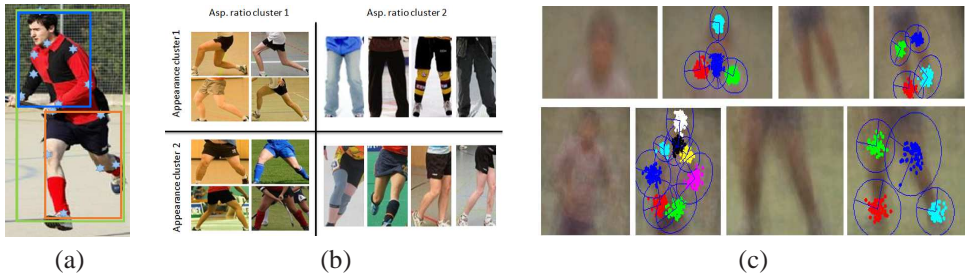 Asp. ratio cluster 1
Asp. ratio cluster 2
Appearance cluster 1
Appearance cluster 2
(a)
(b)
(c)